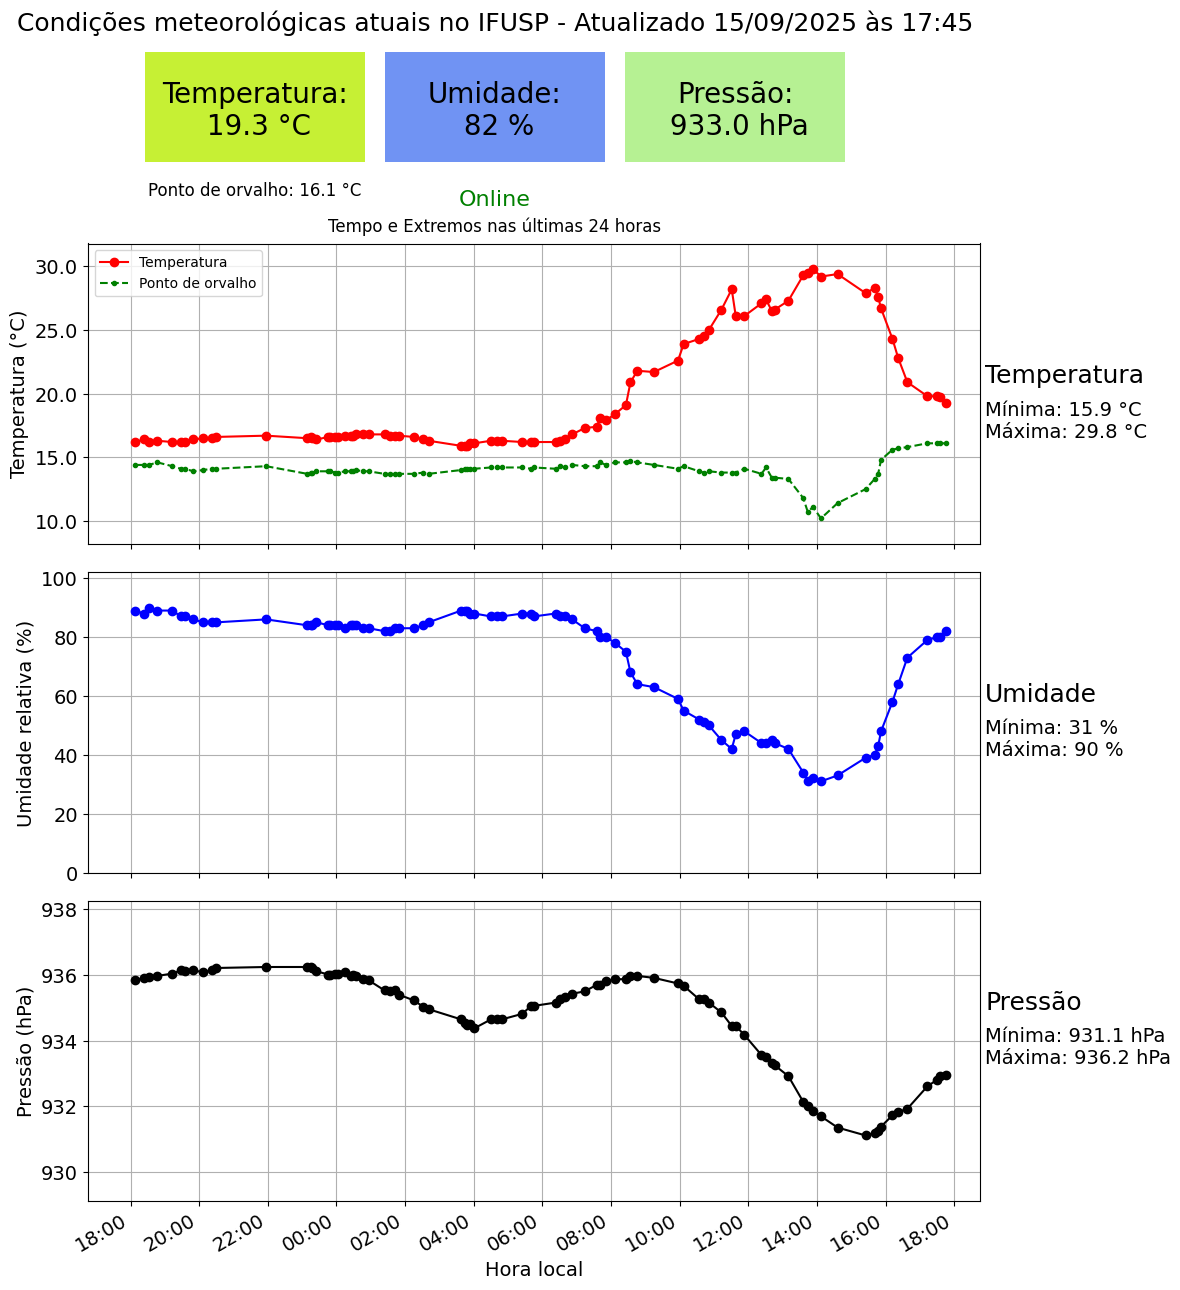 Condições meteorológicas atuais no IFUSP - Atualizado 15/09/2025 às 17:45
Temperatura:
19.3 °C
Umidade:
82 %
Pressão:
933.0 hPa
Ponto de orvalho: 16.1 °C
Online
Tempo e Extremos nas últimas 24 horas
Temperatura
Ponto de orvalho
Temperatura (°C)
30.0
25.0
20.0
15.0
10.0
Temperatura
Mínima: 15.9 °C
Máxima: 29.8 °C
Umidade relativa (%)
100
80
60
40
20
0
Umidade
Mínima: 31 %
Máxima: 90 %
Pressão (hPa)
938
936
934
932
930
Pressão
Mínima: 931.1 hPa
Máxima: 936.2 hPa
18:00
20:00
22:00
00:00
02:00
04:00
06:00
08:00
10:00
12:00
14:00
16:00
18:00
Hora local